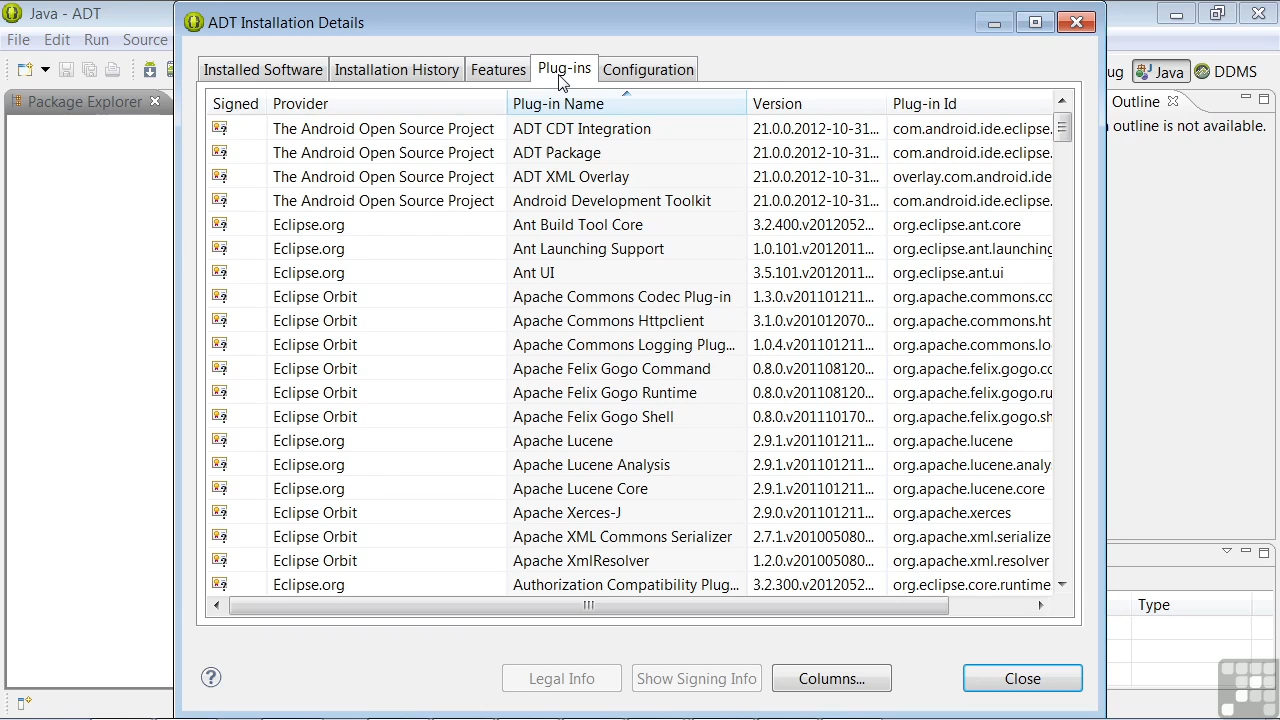 Java - ADT
ADT Installation Details
File Edit Run Source
Installed Software Installation History Features Plug-ins Configuration
ug Java DDMS
Package Explorer
Outline
outline is not available.
Signed Provider Plug-in Name Version Plug-in Id
The Android Open Source Project ADT CDT Integration 21.0.0.2012-10-31... com.android.ide.eclipse.
The Android Open Source Project ADT Package 21.0.0.2012-10-31... com.android.ide.eclipse.
The Android Open Source Project ADT XML Overlay 21.0.0.2012-10-31... overlay.com.android.ide
The Android Open Source Project Android Development Toolkit 21.0.0.2012-10-31... com.android.ide.eclipse.
Eclipse.org Ant Build Tool Core 3.2.400.v2012052... org.eclipse.ant.core
Eclipse.org Ant Launching Support 1.0.101.v2012011... org.eclipse.ant.launching
Eclipse.org Ant UI 3.5.101.v2012011... org.eclipse.ant.ui
Eclipse Orbit Apache Commons Codec Plug-in 1.3.0.v201101211... org.apache.commons.co
Eclipse Orbit Apache Commons Httpclient 3.1.0.v201012070... org.apache.commons.ht
Eclipse Orbit Apache Commons Logging Plug... 1.0.4.v201101211... org.apache.commons.lo
Eclipse Orbit Apache Felix Gogo Command 0.8.0.v201108120... org.apache.felix.gogo.co
Eclipse Orbit Apache Felix Gogo Runtime 0.8.0.v201108120... org.apache.felix.gogo.ru
Eclipse Orbit Apache Felix Gogo Shell 0.8.0.v201110170... org.apache.felix.gogo.sh
Eclipse.org Apache Lucene 2.9.1.v201101211... org.apache.lucene
Eclipse.org Apache Lucene Analysis 2.9.1.v201101211... org.apache.lucene.analy
Eclipse.org Apache Lucene Core 2.9.1.v201101211... org.apache.lucene.core
Eclipse Orbit Apache Xerces-J 2.9.0.v201101211... org.apache.xerces
Eclipse Orbit Apache XML Commons Serializer 2.7.1.v201005080... org.apache.xml.serialize
Eclipse Orbit Apache XmlResolver 1.2.0.v201005080... org.apache.xml.resolver
Eclipse.org Authorization Compatibility Plug... 3.2.300.v2012052... org.eclipse.core.runtime
Type
Legal Info Show Signing Info Columns... Close